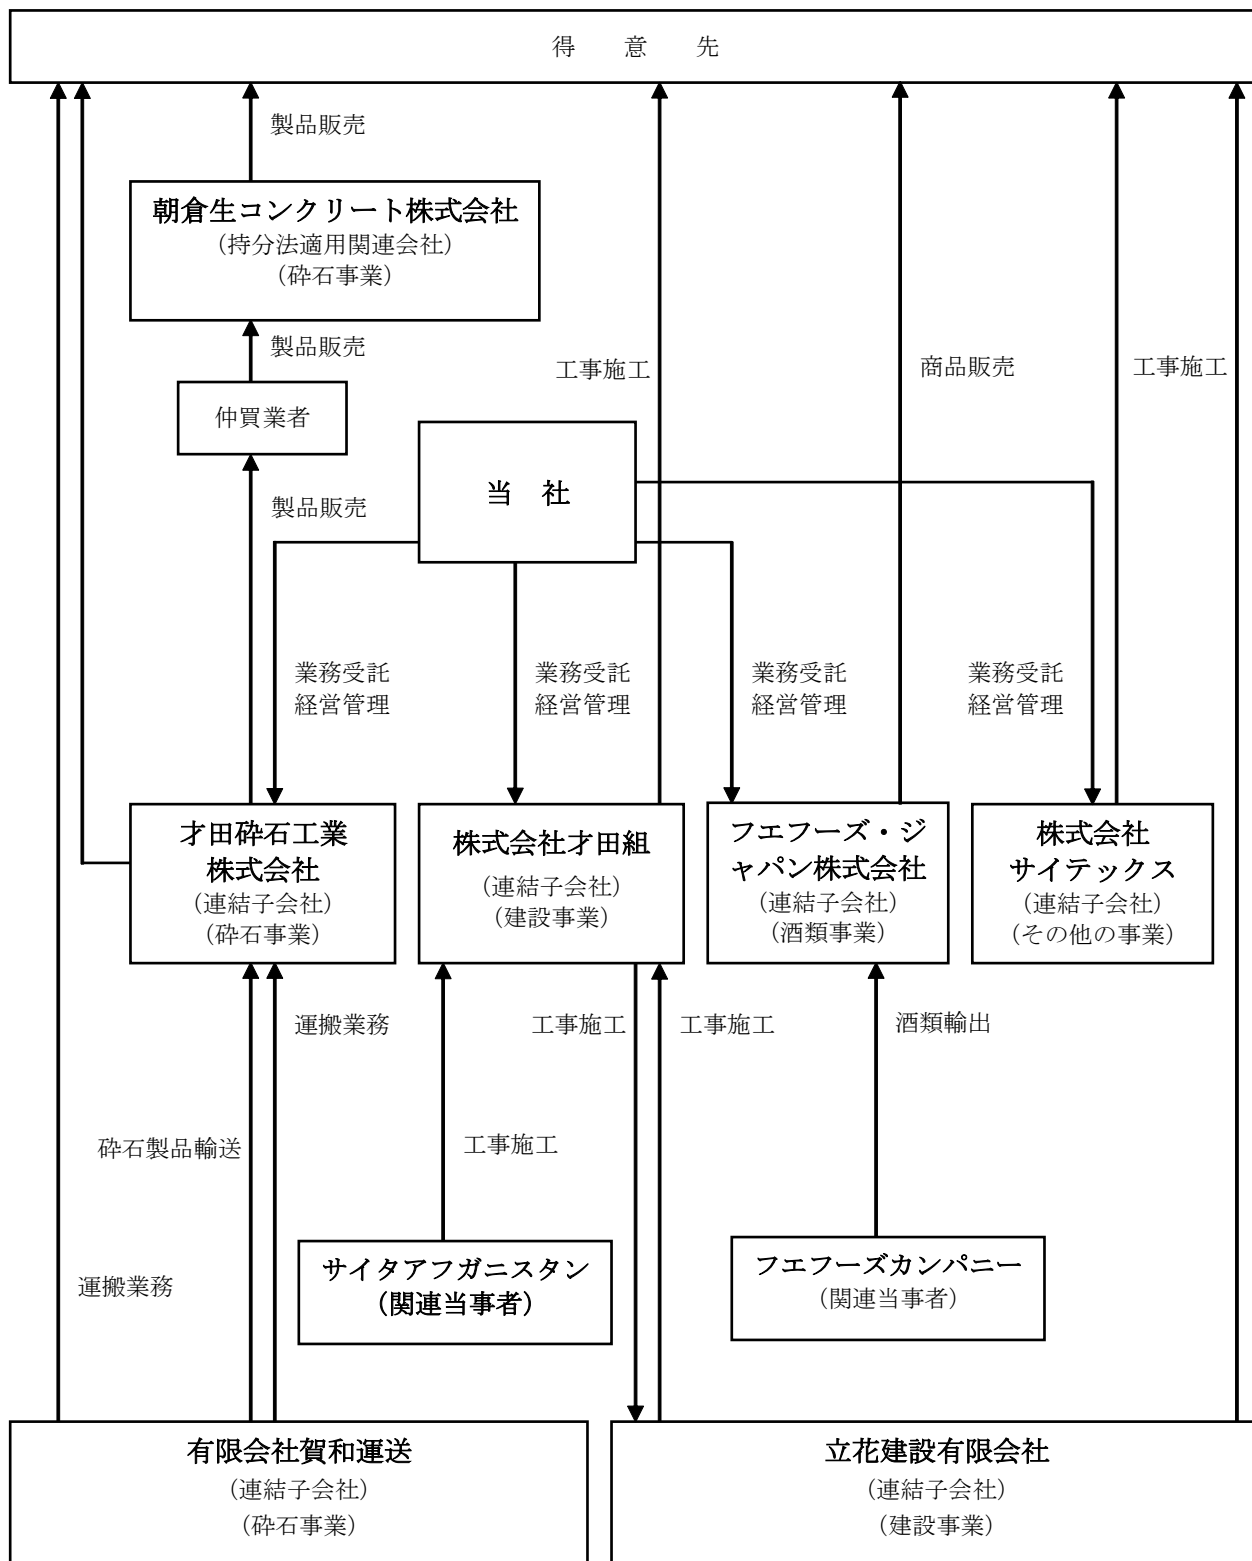 得　意　先
製品販売
朝倉生コンクリート株式会社
（持分法適用関連会社）
（砕石事業）
製品販売
工事施工
商品販売
工事施工
仲買業者
当　社
製品販売
業務受託
経営管理
業務受託
経営管理
業務受託
経営管理
業務受託
経営管理
才田砕石工業
株式会社
（連結子会社）
（砕石事業）
株式会社才田組
（連結子会社）
（建設事業）
フエフーズ・ジ
ャパン株式会社
（連結子会社）
（酒類事業）
株式会社
サイテックス
（連結子会社）
（その他の事業）
運搬業務
工事施工
工事施工
酒類輸出
砕石製品輸送
工事施工
サイタアフガニスタン
（関連当事者）
フエフーズカンパニー
（関連当事者）
運搬業務
有限会社賀和運送
（連結子会社）
（砕石事業）
立花建設有限会社
（連結子会社）
（建設事業）